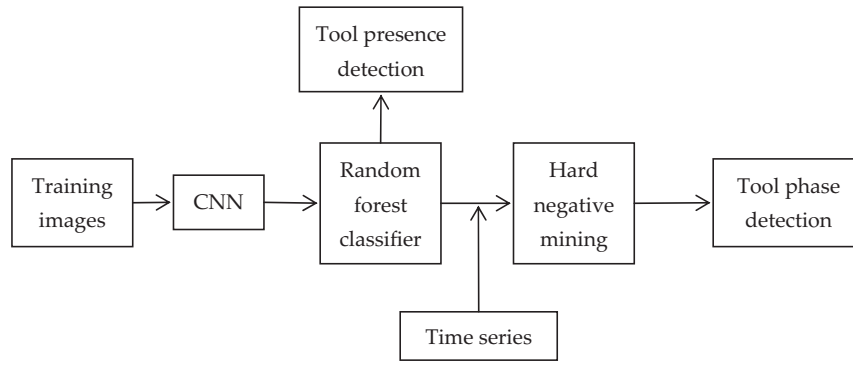 Tool presence
detection
Training
images
CNN
Random
forest
classifier
Hard
negative
mining
Tool phase
detection
Time series